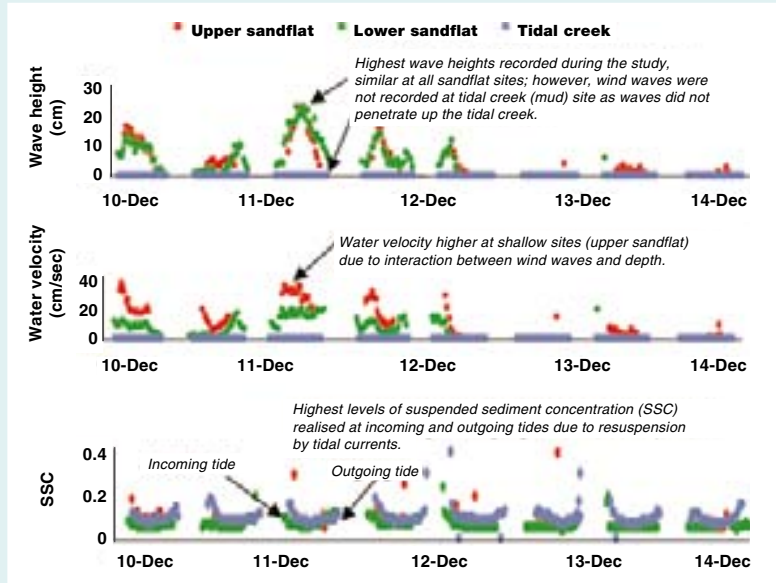 Upper sandflat Lower sandflat Tidal creek
Highest wave heights recorded during the study,
similar at all sandflat sites; however, wind waves were
not recorded at tidal creek (mud) site as waves did not
penetrate up the tidal creek.
Wave height
(cm)
30
20
10
0
10-Dec 11-Dec 12-Dec 13-Dec 14-Dec
Water velocity higher at shallow sites (upper sandflat)
due to interaction between wind waves and depth.
Water velocity
(cm/sec)
40
20
0
10-Dec 11-Dec 12-Dec 13-Dec 14-Dec
Highest levels of suspended sediment concentration (SSC)
realised at incoming and outgoing tides due to resuspension
by tidal currents.
Incoming tide Outgoing tide
SSC
0.4
0.2
0
10-Dec 11-Dec 12-Dec 13-Dec 14-Dec